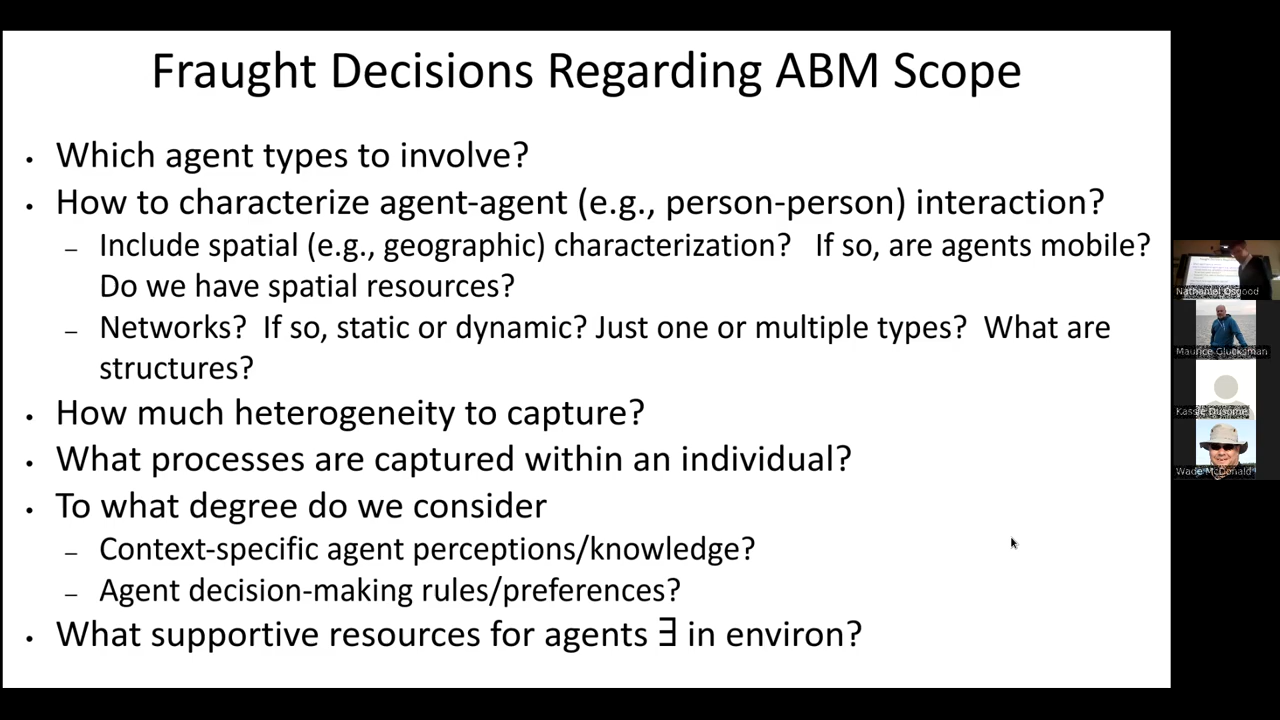 Fraught Decisions Regarding ABM Scope
• Which agent types to involve?
• How to characterize agent-agent (e.g., person-person) interaction?
– Include spatial (e.g., geographic) characterization?   If so, are agents mobile?
Do we have spatial resources?
– Networks?  If so, static or dynamic? Just one or multiple types?  What are
structures?
• How much heterogeneity to capture?
• What processes are captured within an individual?
• To what degree do we consider
– Context-specific agent perceptions/knowledge?
– Agent decision-making rules/preferences?
• What supportive resources for agents ∃ in environ?
Nathaniel Osgood
Maurice Glucksman
Kassie Dusome
Wade McDonald